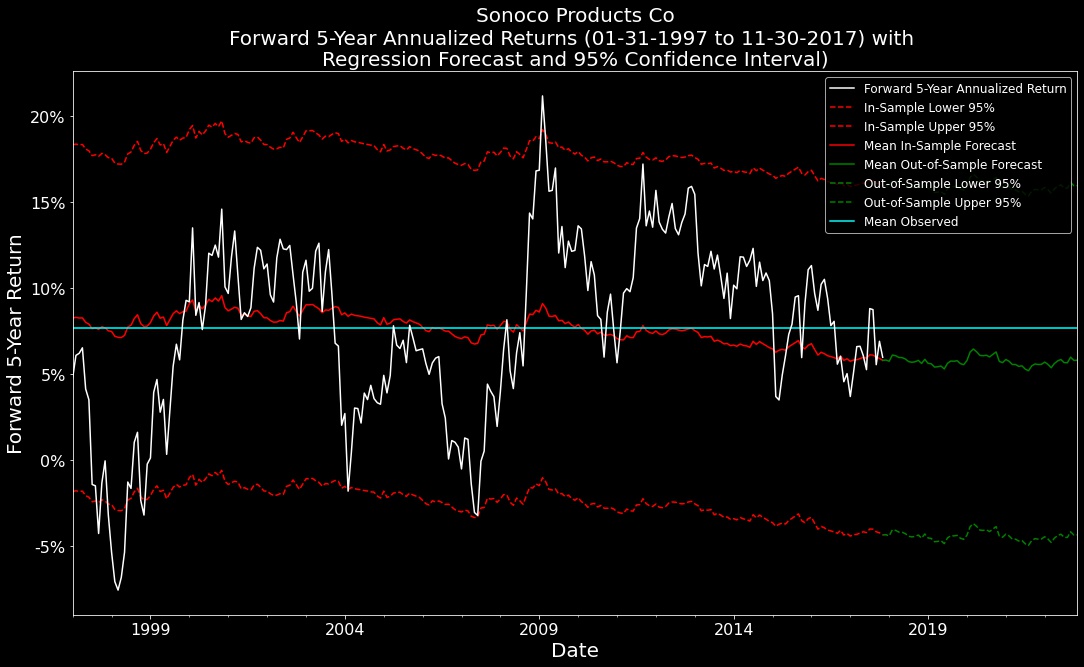 Sonoco Products Co
Forward 5-Year Annualized Returns (01-31-1997 to 11-30-2017) with
Regression Forecast and 95% Confidence Interval)
Forward 5-Year Annualized Return
In-Sample Lower 95%
In-Sample Upper 95%
Mean In-Sample Forecast
Mean Out-of-Sample Forecast
Out-of-Sample Lower 95%
Out-of-Sample Upper 95%
Mean Observed
Forward 5-Year Return
20%
15%
10%
5%
0%
-5%
1999 2004 2009 2014 2019
Date